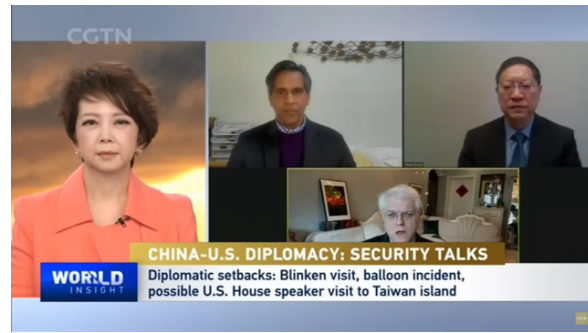 CGTN
CHINA-U.S. DIPLOMACY: SECURITY TALKS
WORLD
INSIGHT
Diplomatic setbacks: Blinken visit, balloon incident,
possible U.S. House speaker visit to Taiwan island